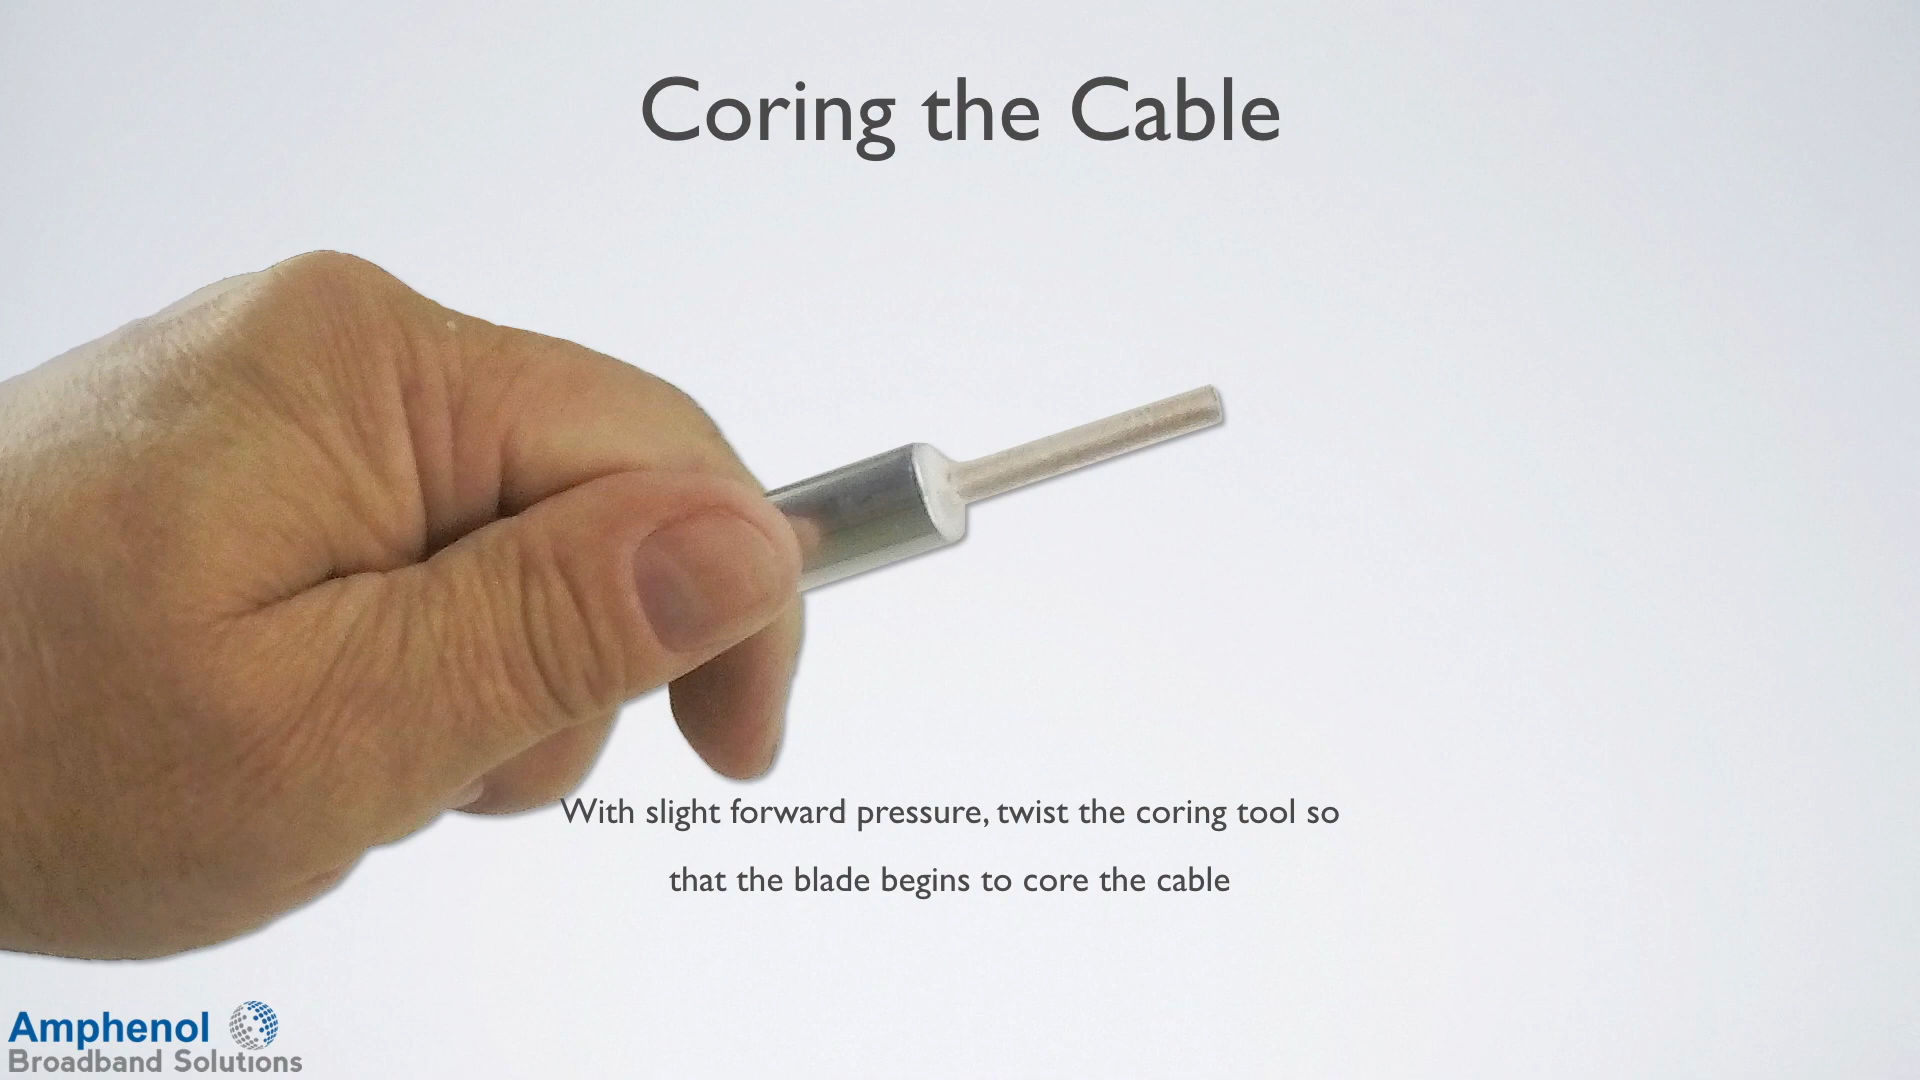 Coring the Cable
With slight forward pressure, twist the coring tool so
that the blade begins to core the cable
Amphenol
Broadband Solutions